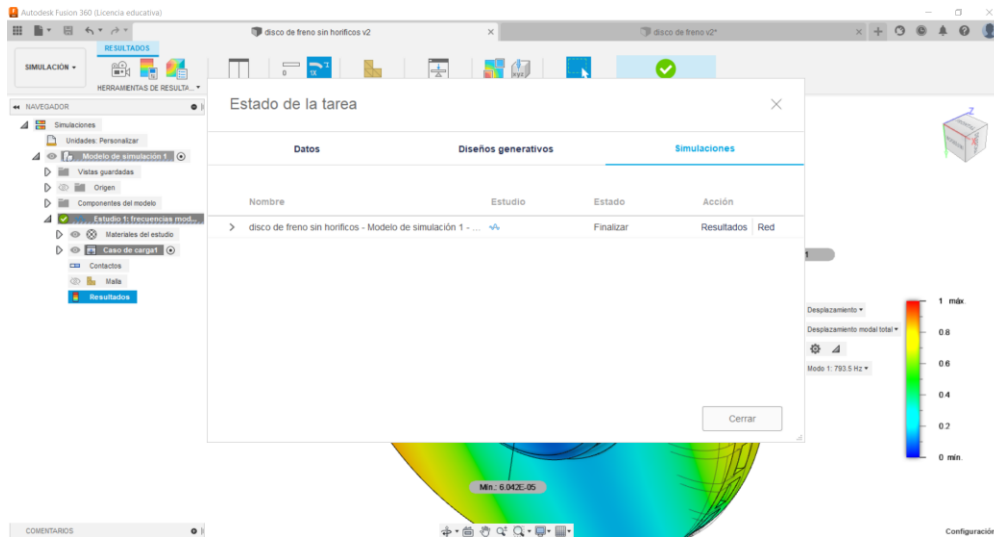 Autodesk Fusion 360 (Licencia educativa)
disco de freno sin horificos v2
disco de freno v2*
RESULTADOS
SIMULACIÓN
HERRAMIENTAS DE RESULTA...
NAVEGADOR
Simulaciones
Unidades: Personalizar
Modelo de simulación 1
Vistas guardadas
Origen
Componentes del modelo
Estudio 1: frecuencias mod...
Materiales del estudio
Caso de carga1
Contactos
Malla
Resultados
Estado de la tarea
Datos
Diseños generativos
Simulaciones
Nombre
Estudio
Estado
Acción
disco de freno sin horificos - Modelo de simulación 1 - ...
Finalizar
Resultados
Red
Cerrar
Desplazamiento
Desplazamiento modal total
Modo 1: 793.5 Hz
1 máx.
0.8
0.6
0.4
0.2
0 mín.
Mín.: 6.042E-05
COMENTARIOS
Configuración